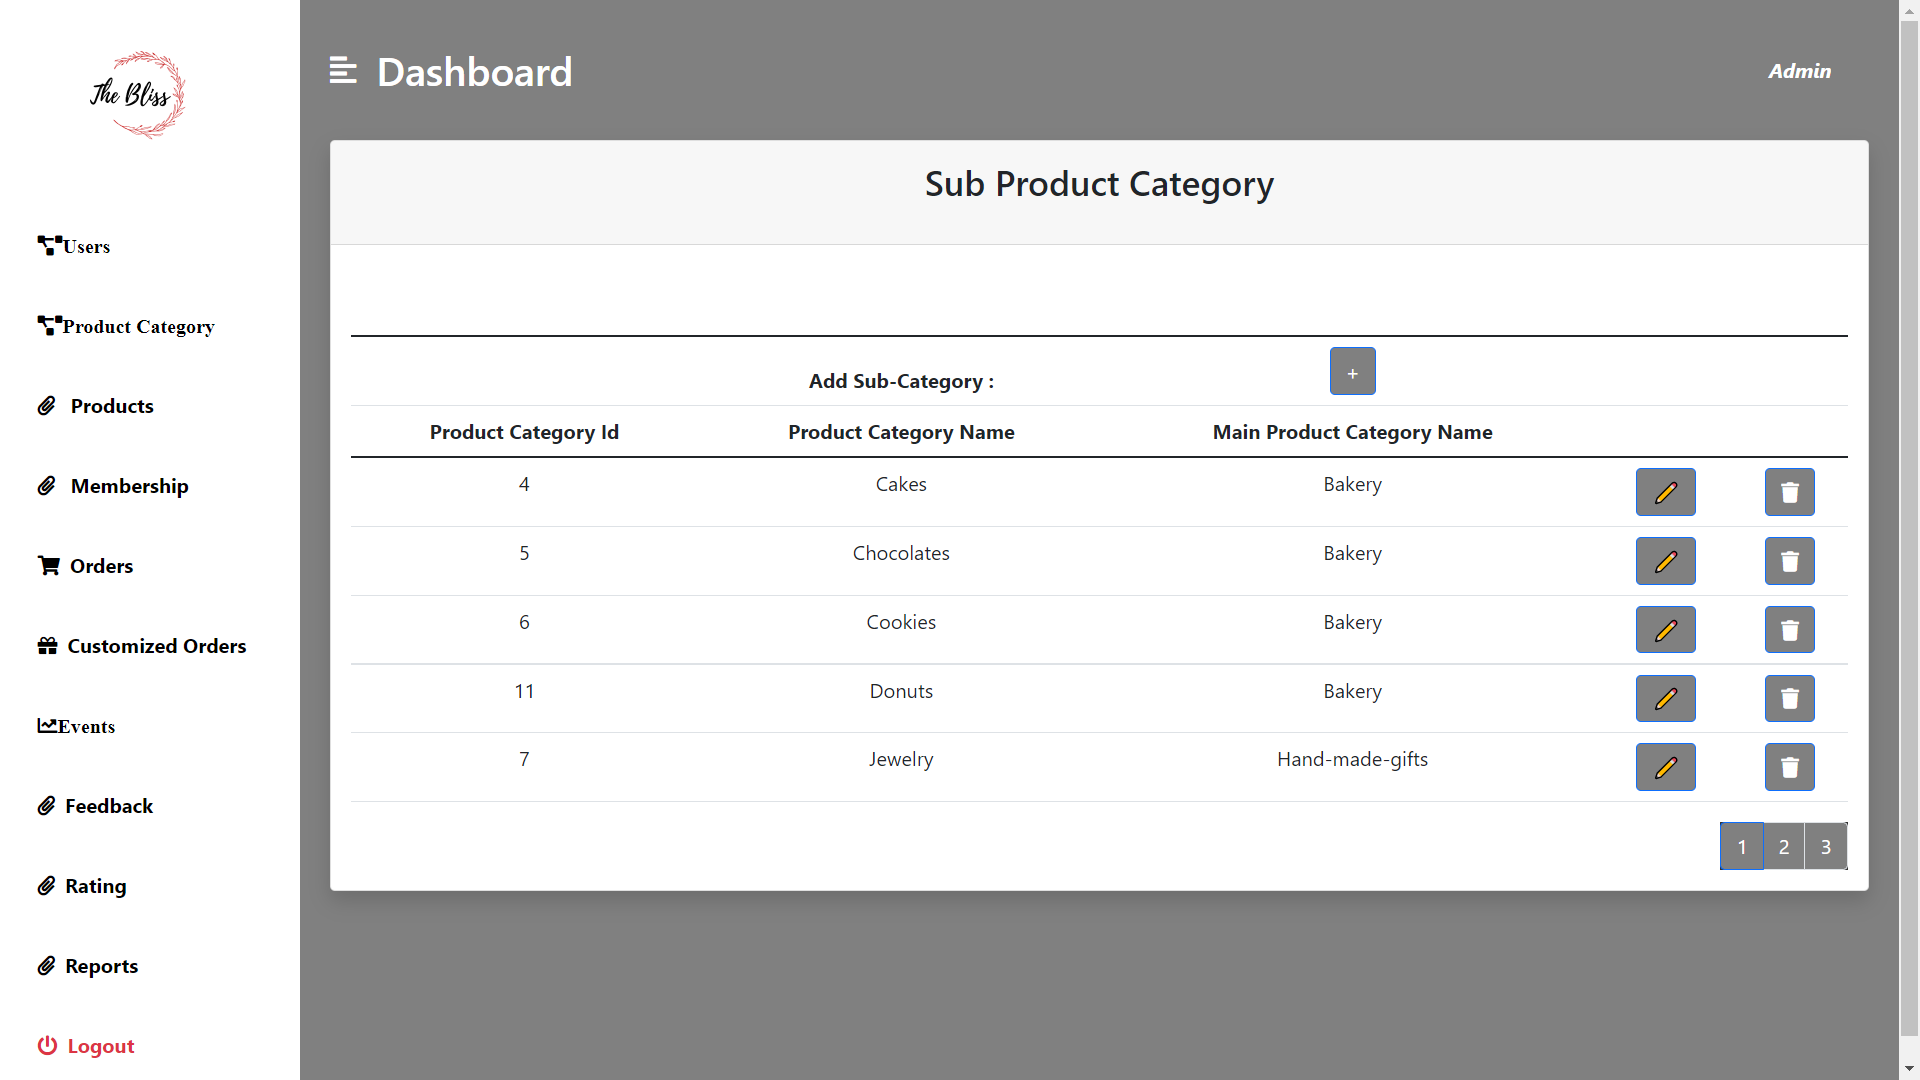 The Bliss
Users
Product Category
Products
Membership
Orders
Customized Orders
Events
Feedback
Rating
Reports
Logout
Dashboard
Admin
Sub Product Category
Add Sub-Category : +
Product Category Id Product Category Name Main Product Category Name
4 Cakes Bakery
5 Chocolates Bakery
6 Cookies Bakery
11 Donuts Bakery
7 Jewelry Hand-made-gifts
1 2 3